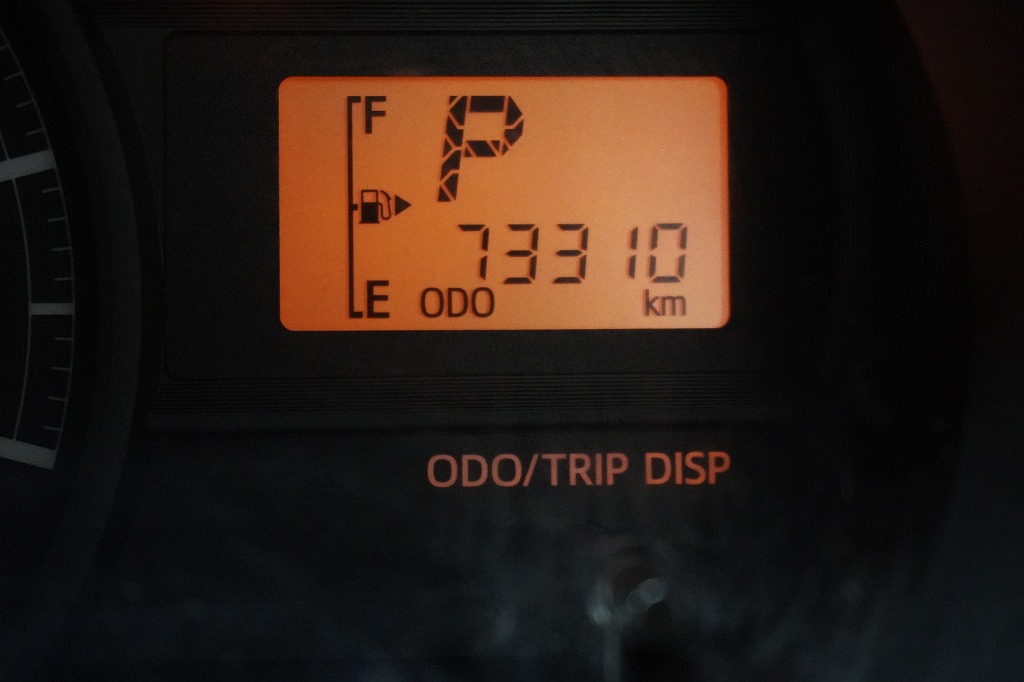 F
P
73310
E ODO km
ODO/TRIP DISP